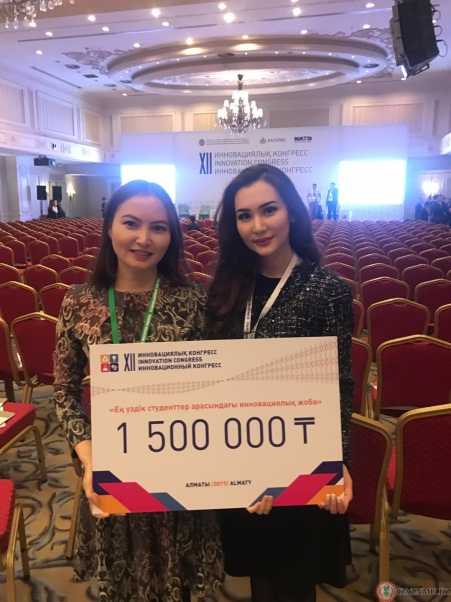 XII ИННОВАЦИЯЛЫҚ КОНГРЕСС
INNOVATION CONGRESS
ИННОВАЦИОННЫЙ КОНГРЕСС
NATD
XII ИННОВАЦИЯЛЫҚ КОНГРЕСС
INNOVATION CONGRESS
ИННОВАЦИОННЫЙ КОНГРЕСС
«Ең үздік студенттер арасындағы инновациялық жоба»
1 500 000 ₸
АЛМАТЫ /2017/ ALMATY
KAZNMU.KZ